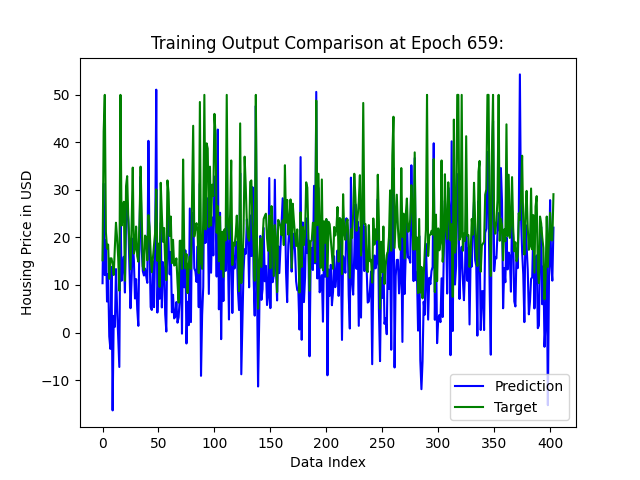 Training Output Comparison at Epoch 659:
Housing Price in USD
50
40
30
20
10
0
−10
0 50 100 150 200 250 300 350 400
Data Index
Prediction
Target